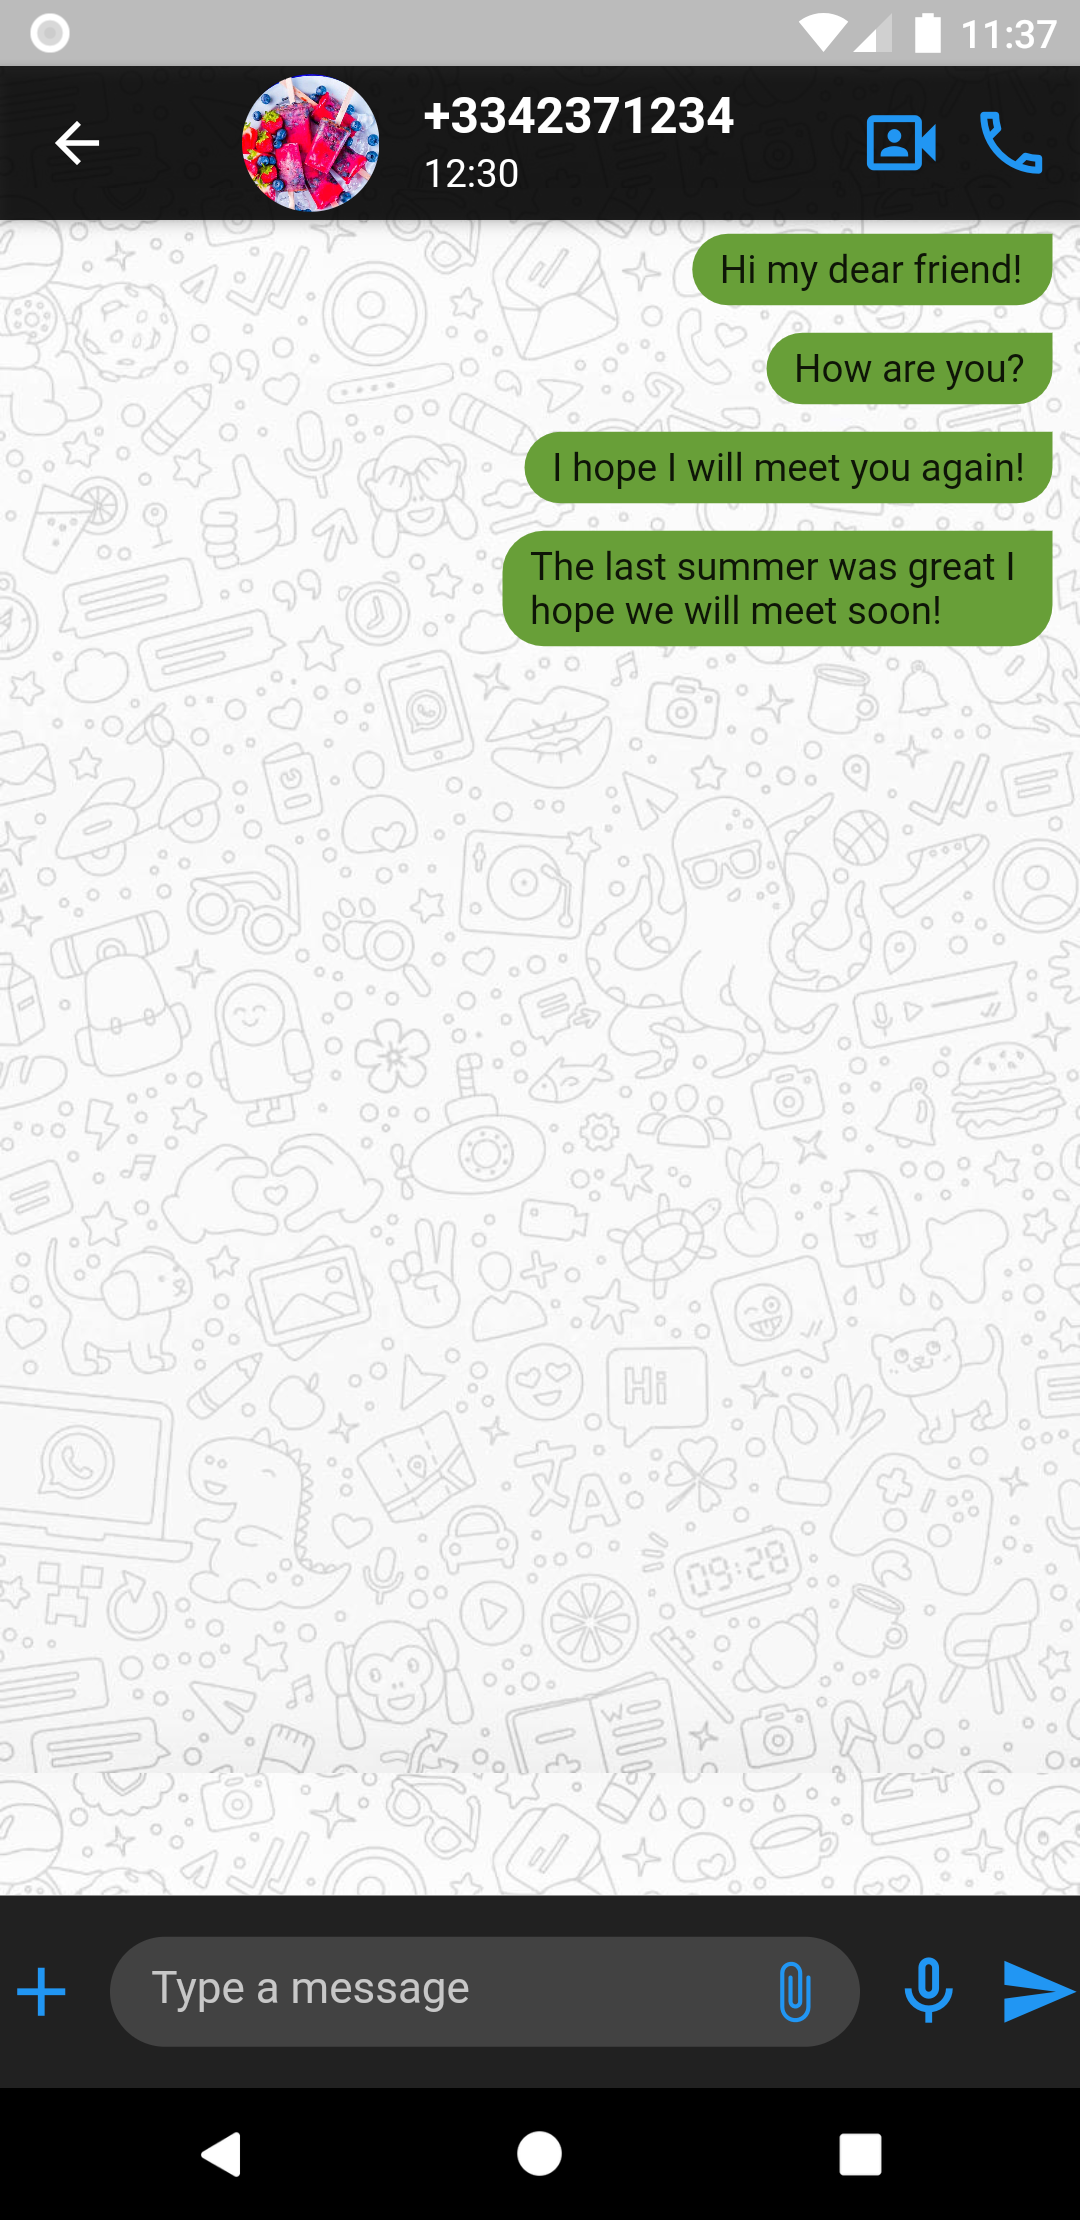 11:37
+3342371234
12:30
Hi my dear friend!
How are you?
I hope I will meet you again!
The last summer was great I
hope we will meet soon!
Hi
09:28
W
Type a message